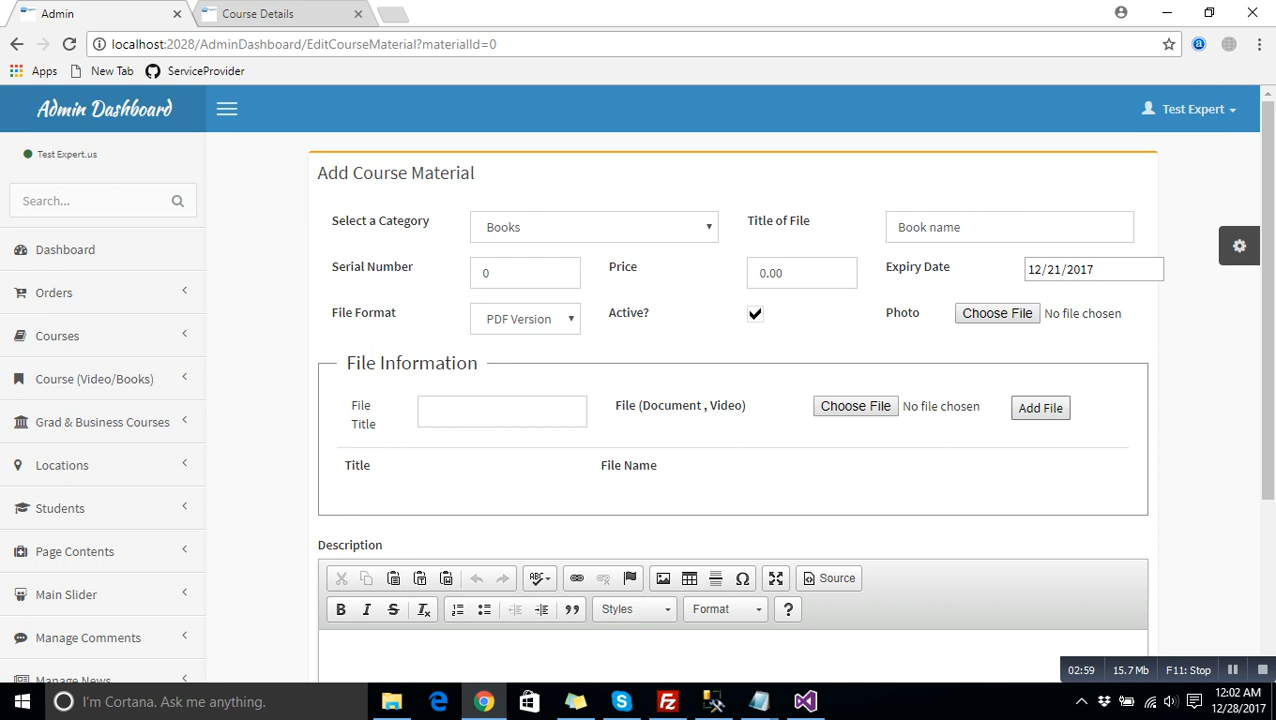 Admin
Course Details
localhost:2028/AdminDashboard/EditCourseMaterial?materialId=0
Apps New Tab ServiceProvider
Admin Dashboard
Test Expert
Test Expert.us
Search...
Dashboard
Orders
Courses
Course (Video/Books)
Grad & Business Courses
Locations
Students
Page Contents
Main Slider
Manage Comments
Manage News
Add Course Material
Select a Category Books Title of File Book name
Serial Number 0 Price 0.00 Expiry Date 12/21/2017
File Format PDF Version Active? Photo Choose File No file chosen
File Information
File Title File (Document , Video) Choose File No file chosen Add File
Title File Name
Description
ABC Ω Source
B I S Tx Styles Format ?
02:59 15.7 Mb F11: Stop
I'm Cortana. Ask me anything.
12:02 AM
12/28/2017